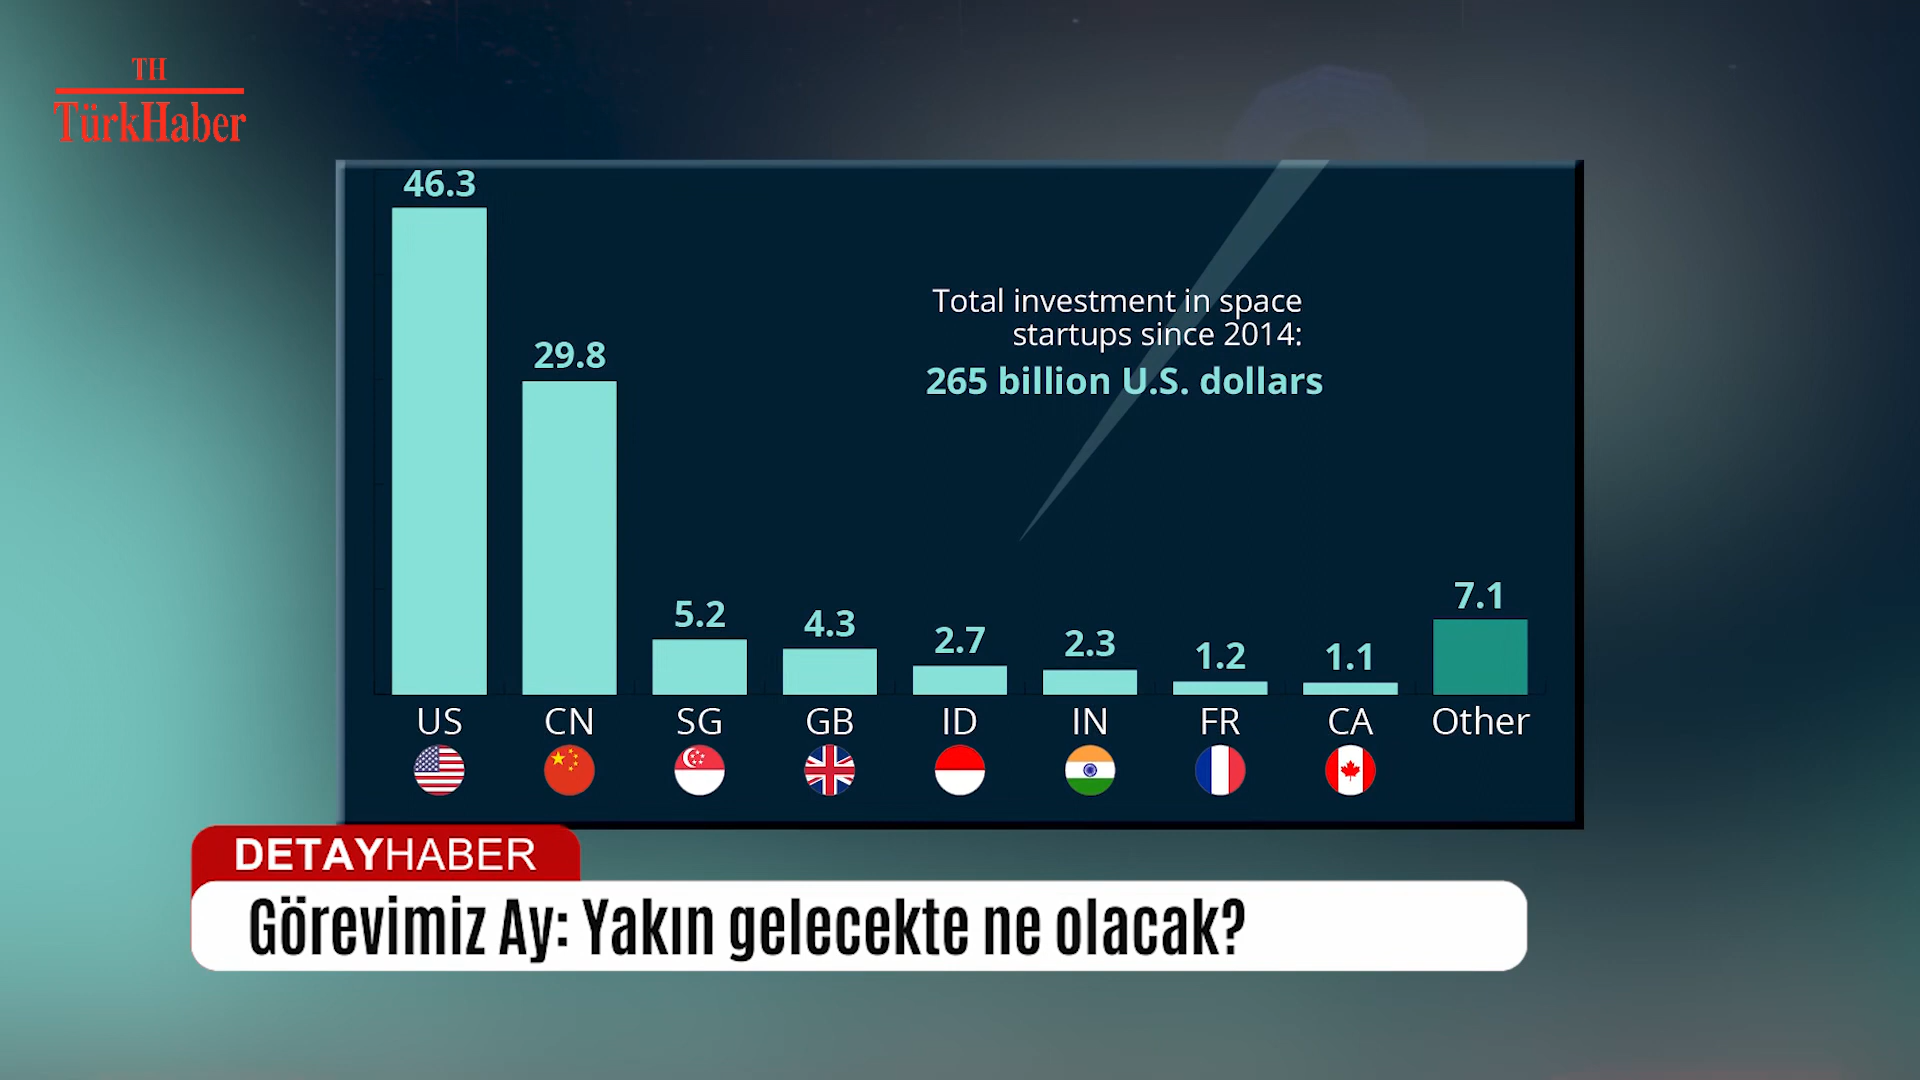 TH
TürkHaber
46.3
29.8
5.2
4.3
2.7
2.3
1.2
1.1
7.1
Total investment in space
startups since 2014:
265 billion U.S. dollars
US
CN
SG
GB
ID
IN
FR
CA
Other
DETAYHABER
Görevimiz Ay: Yakın gelecekte ne olacak?